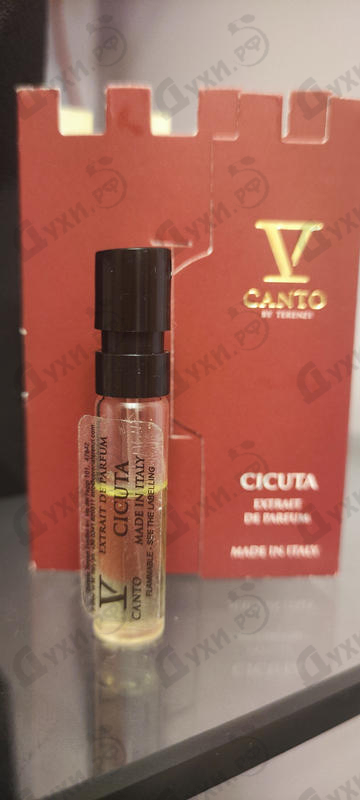 V
CANTO
BY TERENZI
CICUTA
EXTRAIT
DE PARFUM
MADE IN ITALY
V
CANTO
EXTRAIT DE PARFUM
CICUTA
MADE IN ITALY
FLAMMABLE - SEE THE LABELLING
Духи.рф